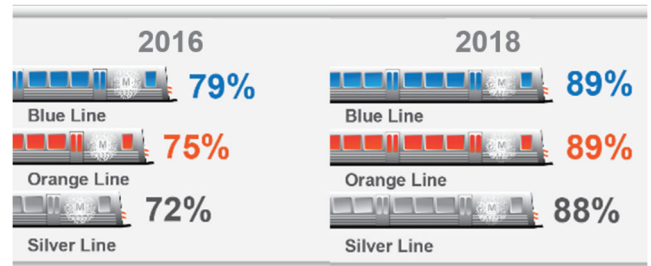 2016
2018
M
79%
M
89%
Blue Line
Blue Line
M
75%
M
89%
Orange Line
Orange Line
M
72%
M
88%
Silver Line
Silver Line